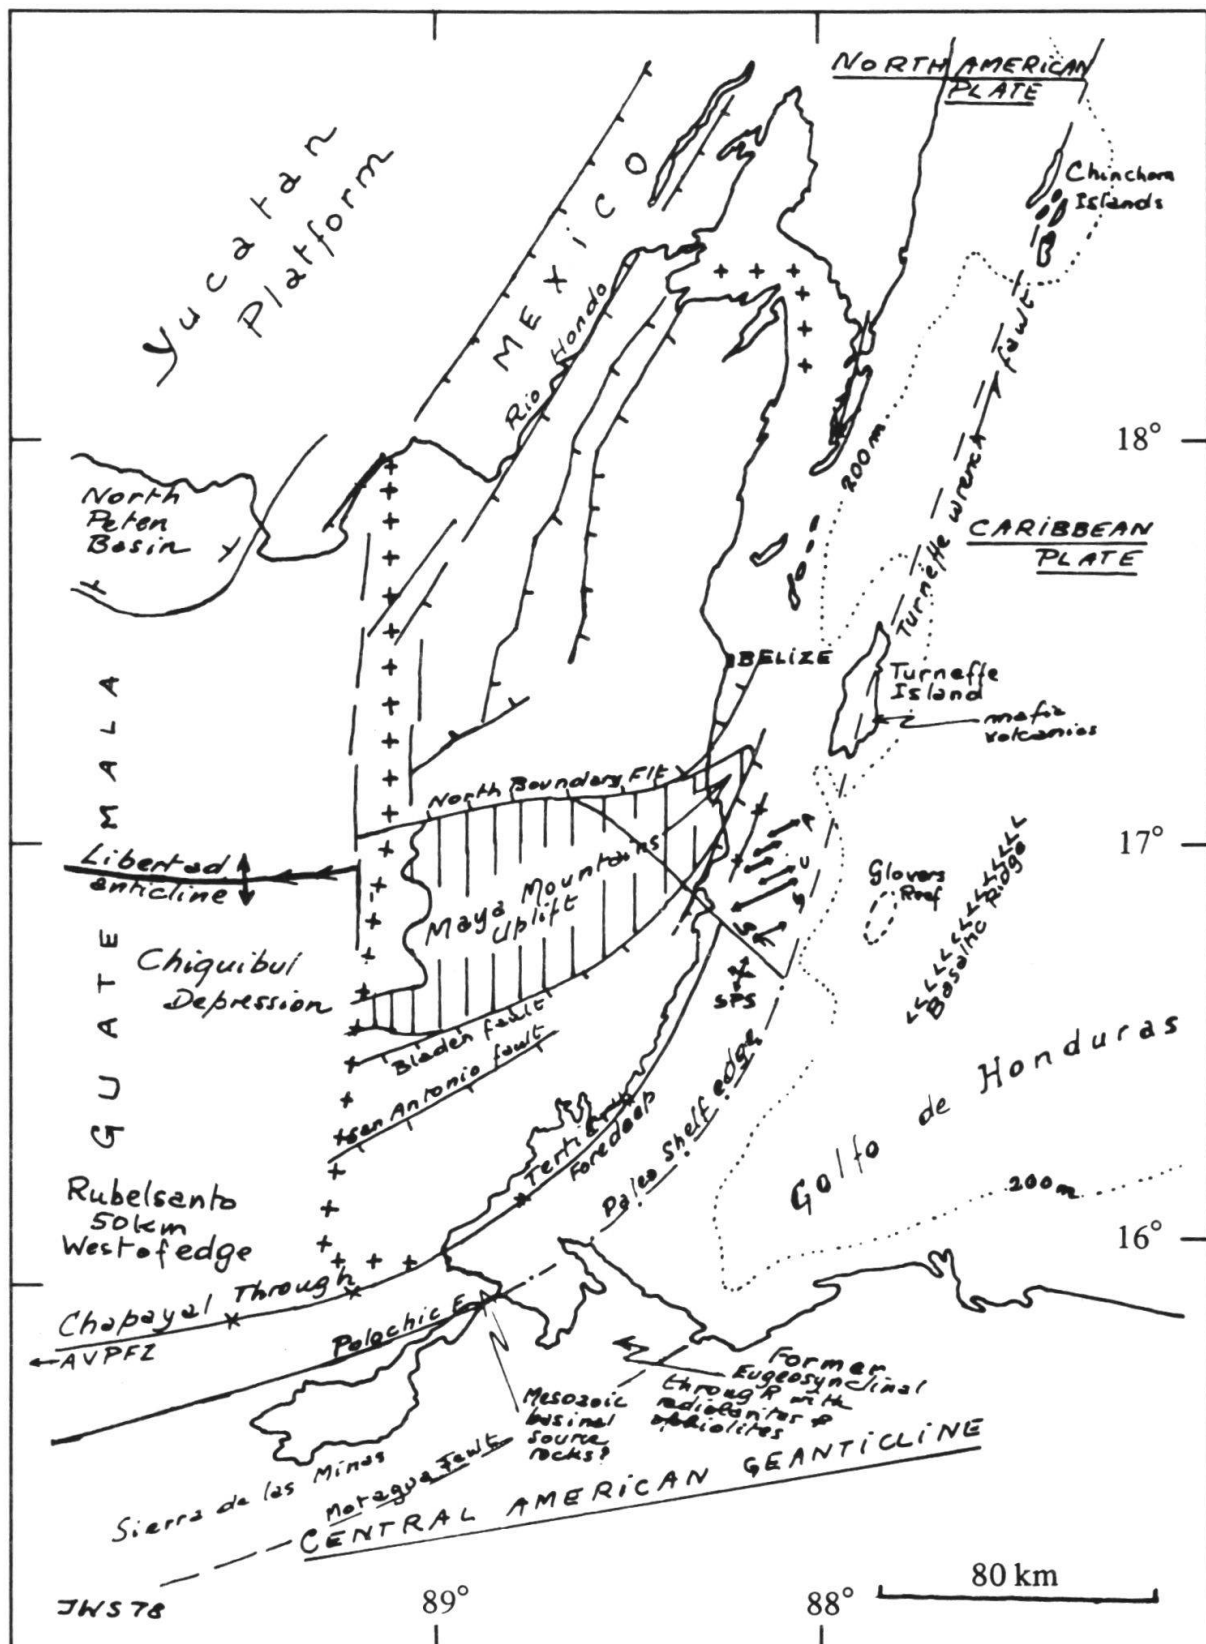 NORTH AMERICAN
PLATE
Yucatan
Platform
MEXICO
Chinchora
Islands
Rio Hondo
200m
18°
North
Peten
Basin
Turneffe wrench fawt
CARIBBEAN
PLATE
BELIZE
Turneffe
Island
mafic
volcanics
GUATEMALA
North Boundary Flt
17°
Libertad
anticline
Maya Mountains
Uplift
Glovers
Reef
Basaltic Ridge
Chiquibul
Depression
SPS
Bladen fault
San Antonio fault
Golfo de Honduras
Tertiary
Foredeep
Paleo Shelf edge
200m
Rubelsanto
50km
West of edge
16°
Chapayal Through
Polochic F.
AVPFZ
Former
Eugeosynclinal
through with
radiolarites &
ophiolites
Mesozoic
basinal
source
rocks?
Sierra de las Minas
Motagua Fawt
CENTRAL AMERICAN GEANTICLINE
JWS 78
89°
88°
80 km